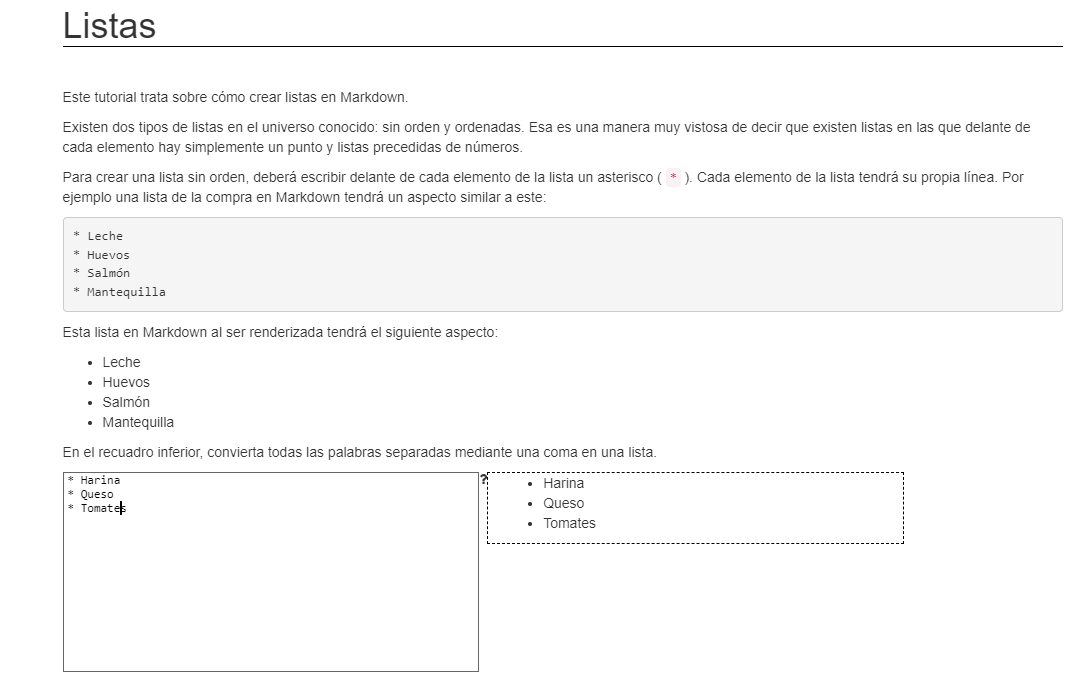 Listas
Este tutorial trata sobre cómo crear listas en Markdown.
Existen dos tipos de listas en el universo conocido: sin orden y ordenadas. Esa es una manera muy vistosa de decir que existen listas en las que delante de
cada elemento hay simplemente un punto y listas precedidas de números.
Para crear una lista sin orden, deberá escribir delante de cada elemento de la lista un asterisco ( * ). Cada elemento de la lista tendrá su propia línea. Por
ejemplo una lista de la compra en Markdown tendrá un aspecto similar a este:
* Leche
* Huevos
* Salmón
* Mantequilla
Esta lista en Markdown al ser renderizada tendrá el siguiente aspecto:
• Leche
• Huevos
• Salmón
• Mantequilla
En el recuadro inferior, convierta todas las palabras separadas mediante una coma en una lista.
* Harina
* Queso
* Tomates
?
• Harina
• Queso
• Tomates